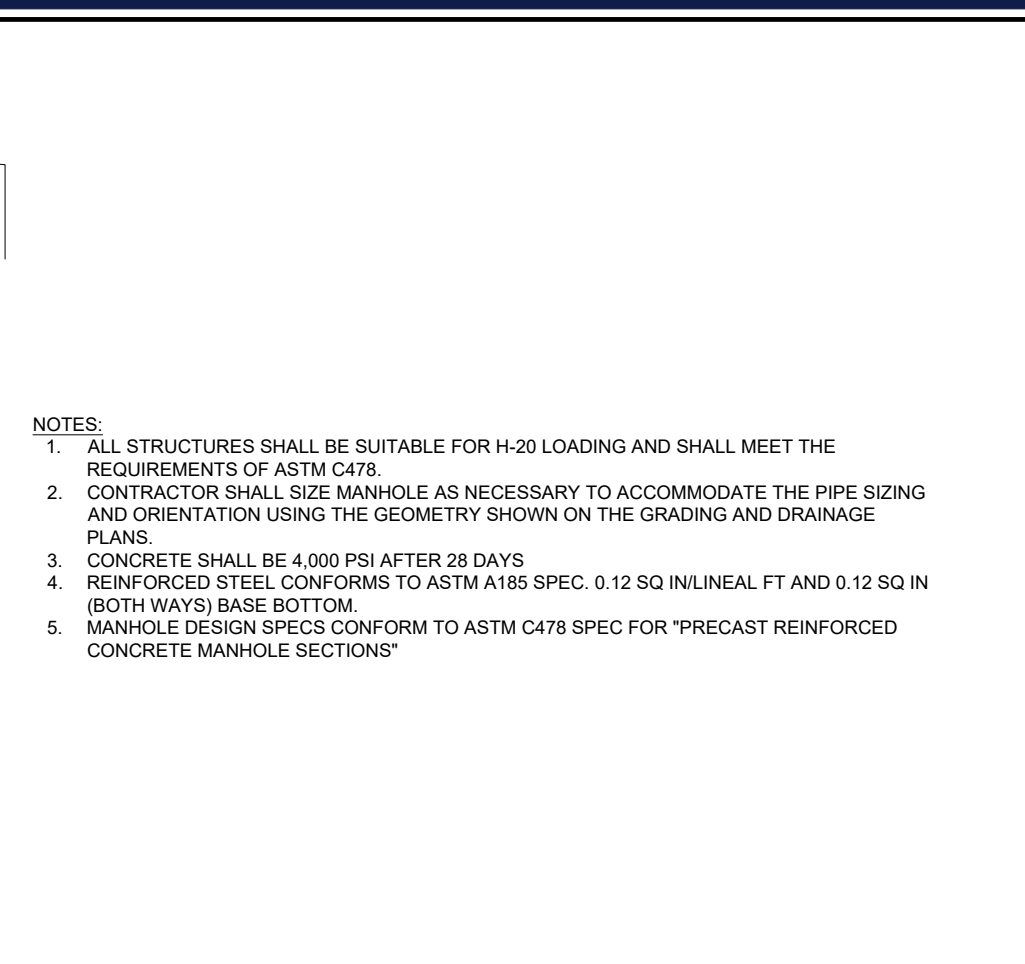 NOTES:
1. ALL STRUCTURES SHALL BE SUITABLE FOR H-20 LOADING AND SHALL MEET THE
REQUIREMENTS OF ASTM C478.
2. CONTRACTOR SHALL SIZE MANHOLE AS NECESSARY TO ACCOMMODATE THE PIPE SIZING
AND ORIENTATION USING THE GEOMETRY SHOWN ON THE GRADING AND DRAINAGE
PLANS.
3. CONCRETE SHALL BE 4,000 PSI AFTER 28 DAYS
4. REINFORCED STEEL CONFORMS TO ASTM A185 SPEC. 0.12 SQ IN/LINEAL FT AND 0.12 SQ IN
(BOTH WAYS) BASE BOTTOM.
5. MANHOLE DESIGN SPECS CONFORM TO ASTM C478 SPEC FOR "PRECAST REINFORCED
CONCRETE MANHOLE SECTIONS"